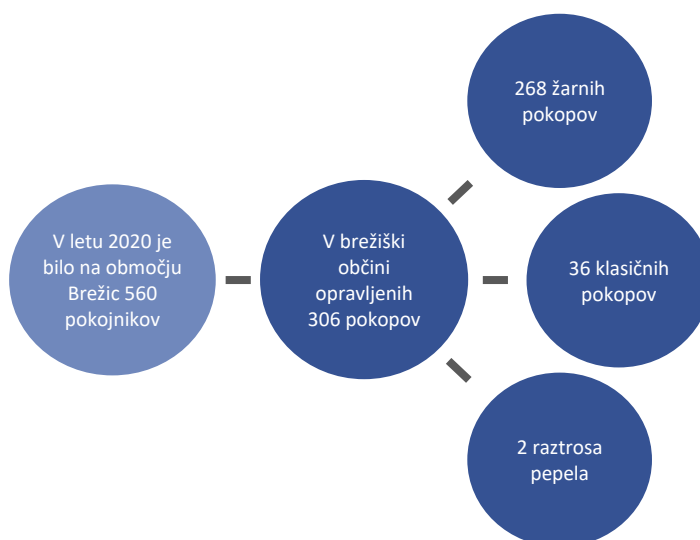 V letu 2020 je
bilo na območju
Brežic 560
pokojnikov
V brežiški
občini
opravljenih
306 pokopov
268 žarnih
pokopov
36 klasičnih
pokopov
2 raztrosa
pepela